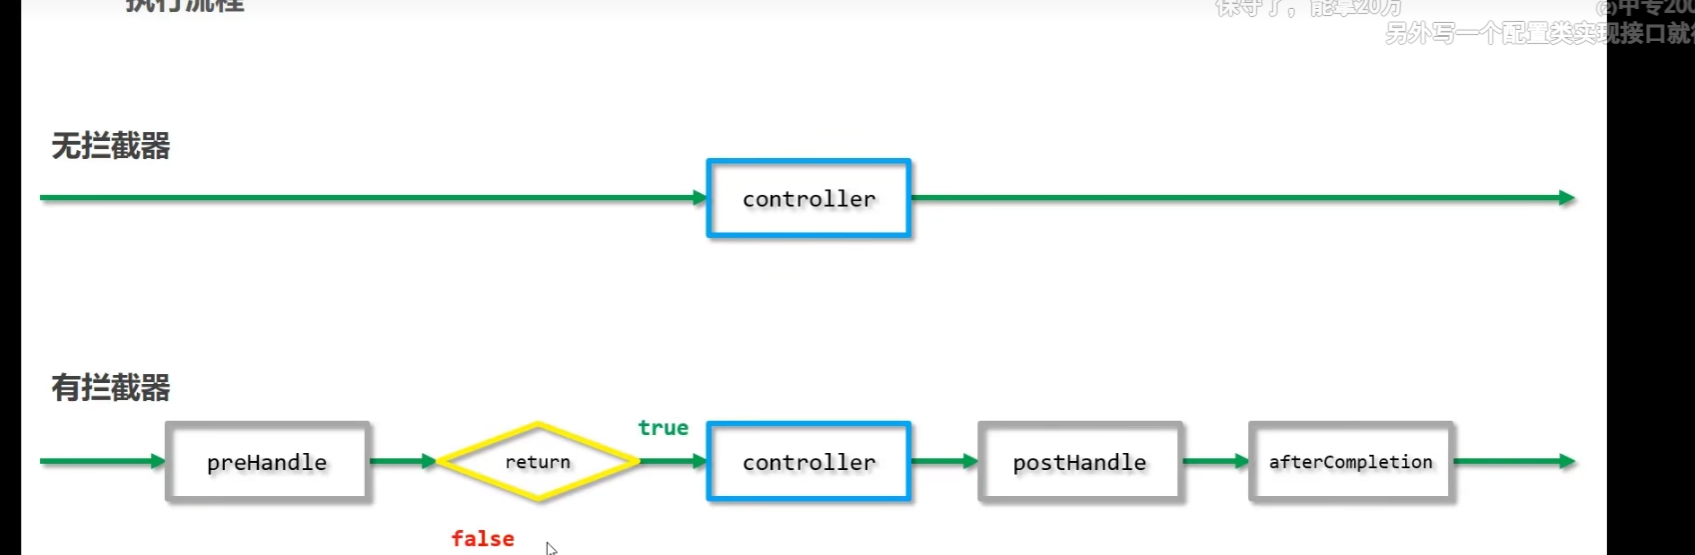 执行流程
保守了，能拿20万
中专200
另外写一个配置类实现接口就
无拦截器
controller
有拦截器
true
preHandle
return
controller
postHandle
afterCompletion
false